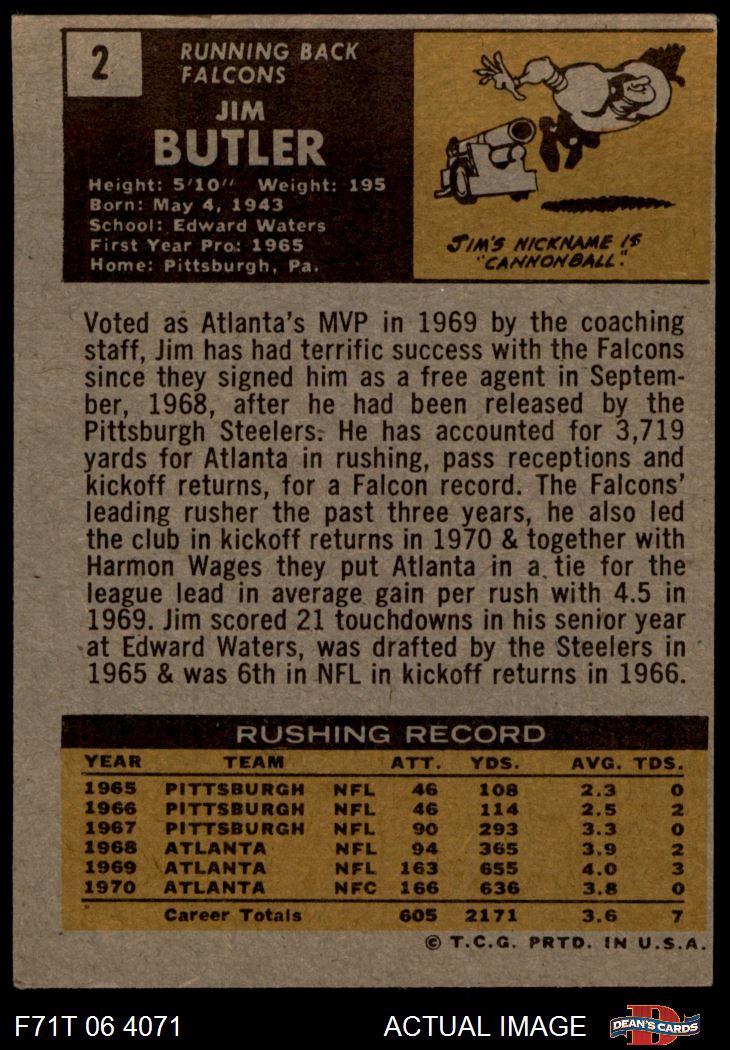 2
RUNNING BACK
FALCONS
JIM
BUTLER
Height: 5'10" Weight: 195
Born: May 4, 1943
School: Edward Waters
First Year Pro: 1965
Home: Pittsburgh, Pa.
JIM'S NICKNAME IS
"CANNONBALL".
Voted as Atlanta's MVP in 1969 by the coaching
staff, Jim has had terrific success with the Falcons
since they signed him as a free agent in Septem-
ber, 1968, after he had been released by the
Pittsburgh Steelers. He has accounted for 3,719
yards for Atlanta in rushing, pass receptions and
kickoff returns, for a Falcon record. The Falcons'
leading rusher the past three years, he also led
the club in kickoff returns in 1970 & together with
Harmon Wages they put Atlanta in a tie for the
league lead in average gain per rush with 4.5 in
1969. Jim scored 21 touchdowns in his senior year
at Edward Waters, was drafted by the Steelers in
1965 & was 6th in NFL in kickoff returns in 1966.
RUSHING RECORD
YEAR TEAM ATT. YDS. AVG. TDS.
1965 PITTSBURGH NFL 46 108 2.3 0
1966 PITTSBURGH NFL 46 114 2.5 2
1967 PITTSBURGH NFL 90 293 3.3 0
1968 ATLANTA NFL 94 365 3.9 2
1969 ATLANTA NFL 163 655 4.0 3
1970 ATLANTA NFC 166 636 3.8 0
Career Totals 605 2171 3.6 7
© T.C.G. PRTD. IN U.S.A.
F71T 06 4071 ACTUAL IMAGE
D
DEAN'S CARDS